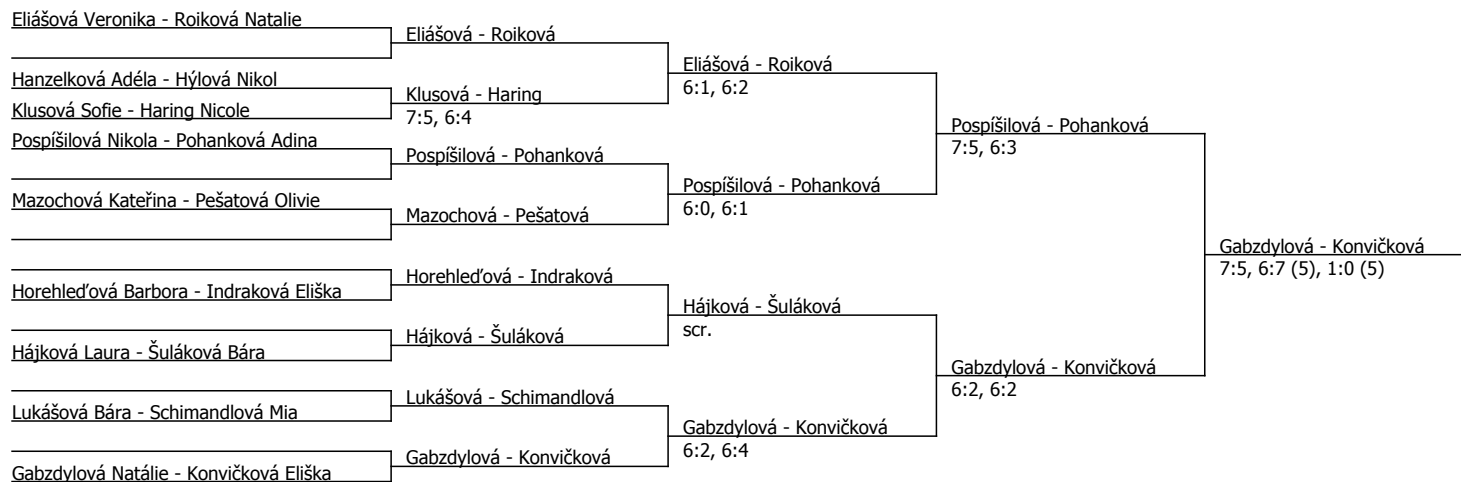 Eliášová Veronika - Roiková Natalie
Eliášová - Roiková
Eliášová - Roiková
6:1, 6:2
Hanzelková Adéla - Hýlová Nikol
Klusová - Haring
7:5, 6:4
Klusová Sofie - Haring Nicole
Pospíšilová - Pohanková
7:5, 6:3
Pospíšilová Nikola - Pohanková Adina
Pospíšilová - Pohanková
Pospíšilová - Pohanková
6:0, 6:1
Mazochová Kateřina - Pešatová Olivie
Mazochová - Pešatová
Gabzdylová - Konvičková
7:5, 6:7 (5), 1:0 (5)
Horehleďová - Indraková
Horehleďová Barbora - Indraková Eliška
Hájková - Šuláková
scr.
Hájková - Šuláková
Hájková Laura - Šuláková Bára
Gabzdylová - Konvičková
6:2, 6:2
Lukášová - Schimandlová
Lukášová Bára - Schimandlová Mia
Gabzdylová - Konvičková
6:2, 6:4
Gabzdylová - Konvičková
Gabzdylová Natálie - Konvičková Eliška